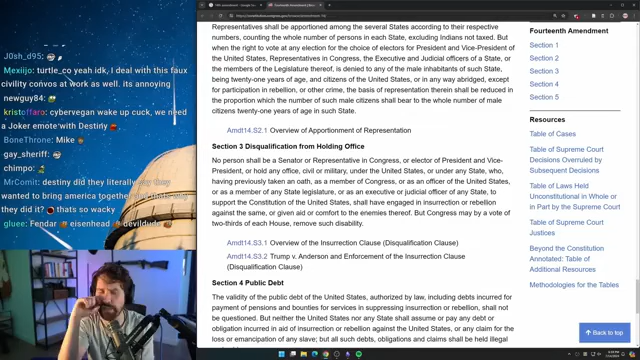 14th amendment - Google S
Fourteenth Amendment
https://constitution.congress.gov/constitution/amendment-14/
J0sh_d95:
Mexiijo: turtle_co yeah idk, I deal with this faux
civility convos at work as well. its annoying
newguy84:
kristoffaro: cybervegan wake up cuck, we need
a Joker emote with Destiny
BoneThrone: Mike
gay_sheriff:
chimpo:
MrComit: destiny did they literally say they
wanted to bring america together and thats why
they did it? thats so wacky
gluee: Fendar eisenhead devildude
Representatives shall be apportioned among the several States according to their respective
numbers, counting the whole number of persons in each State, excluding Indians not taxed. But
when the right to vote at any election for the choice of electors for President and Vice-President of
the United States, Representatives in Congress, the Executive and Judicial officers of a State, or
the members of the Legislature thereof, is denied to any of the male inhabitants of such State,
being twenty-one years of age, and citizens of the United States, or in any way abridged, except
for participation in rebellion, or other crime, the basis of representation therein shall be reduced in
the proportion which the number of such male citizens shall bear to the whole number of male
citizens twenty-one years of age in such State.
Amdt14.S2.1 Overview of Apportionment of Representation
Section 3 Disqualification from Holding Office
No person shall be a Senator or Representative in Congress, or elector of President and Vice-
President, or hold any office, civil or military, under the United States, or under any State, who,
having previously taken an oath, as a member of Congress, or as an officer of the United States,
or as a member of any State legislature, or as an executive or judicial officer of any State, to
support the Constitution of the United States, shall have engaged in insurrection or rebellion
against the same, or given aid or comfort to the enemies thereof. But Congress may by a vote of
two-thirds of each House, remove such disability.
Amdt14.S3.1 Overview of the Insurrection Clause (Disqualification Clause)
Amdt14.S3.2 Trump v. Anderson and Enforcement of the Insurrection Clause
(Disqualification Clause)
Section 4 Public Debt
The validity of the public debt of the United States, authorized by law, including debts incurred for
payment of pensions and bounties for services in suppressing insurrection or rebellion, shall
not be questioned. But neither the United States nor any State shall assume or pay any debt or
obligation incurred in aid of insurrection or rebellion against the United States, or any claim for the
loss or emancipation of any slave; but all such debts, obligations and claims shall be held illegal
Fourteenth Amendment
Section 1
Section 2
Section 3
Section 4
Section 5
Resources
Table of Cases
Table of Supreme Court
Decisions Overruled by
Subsequent Decisions
Table of Laws Held
Unconstitutional in Whole or
in Part by the Supreme Court
Table of Supreme Court
Justices
Beyond the Constitution
Annotated: Table of
Additional Resources
Methodologies for the Tables
Back to top